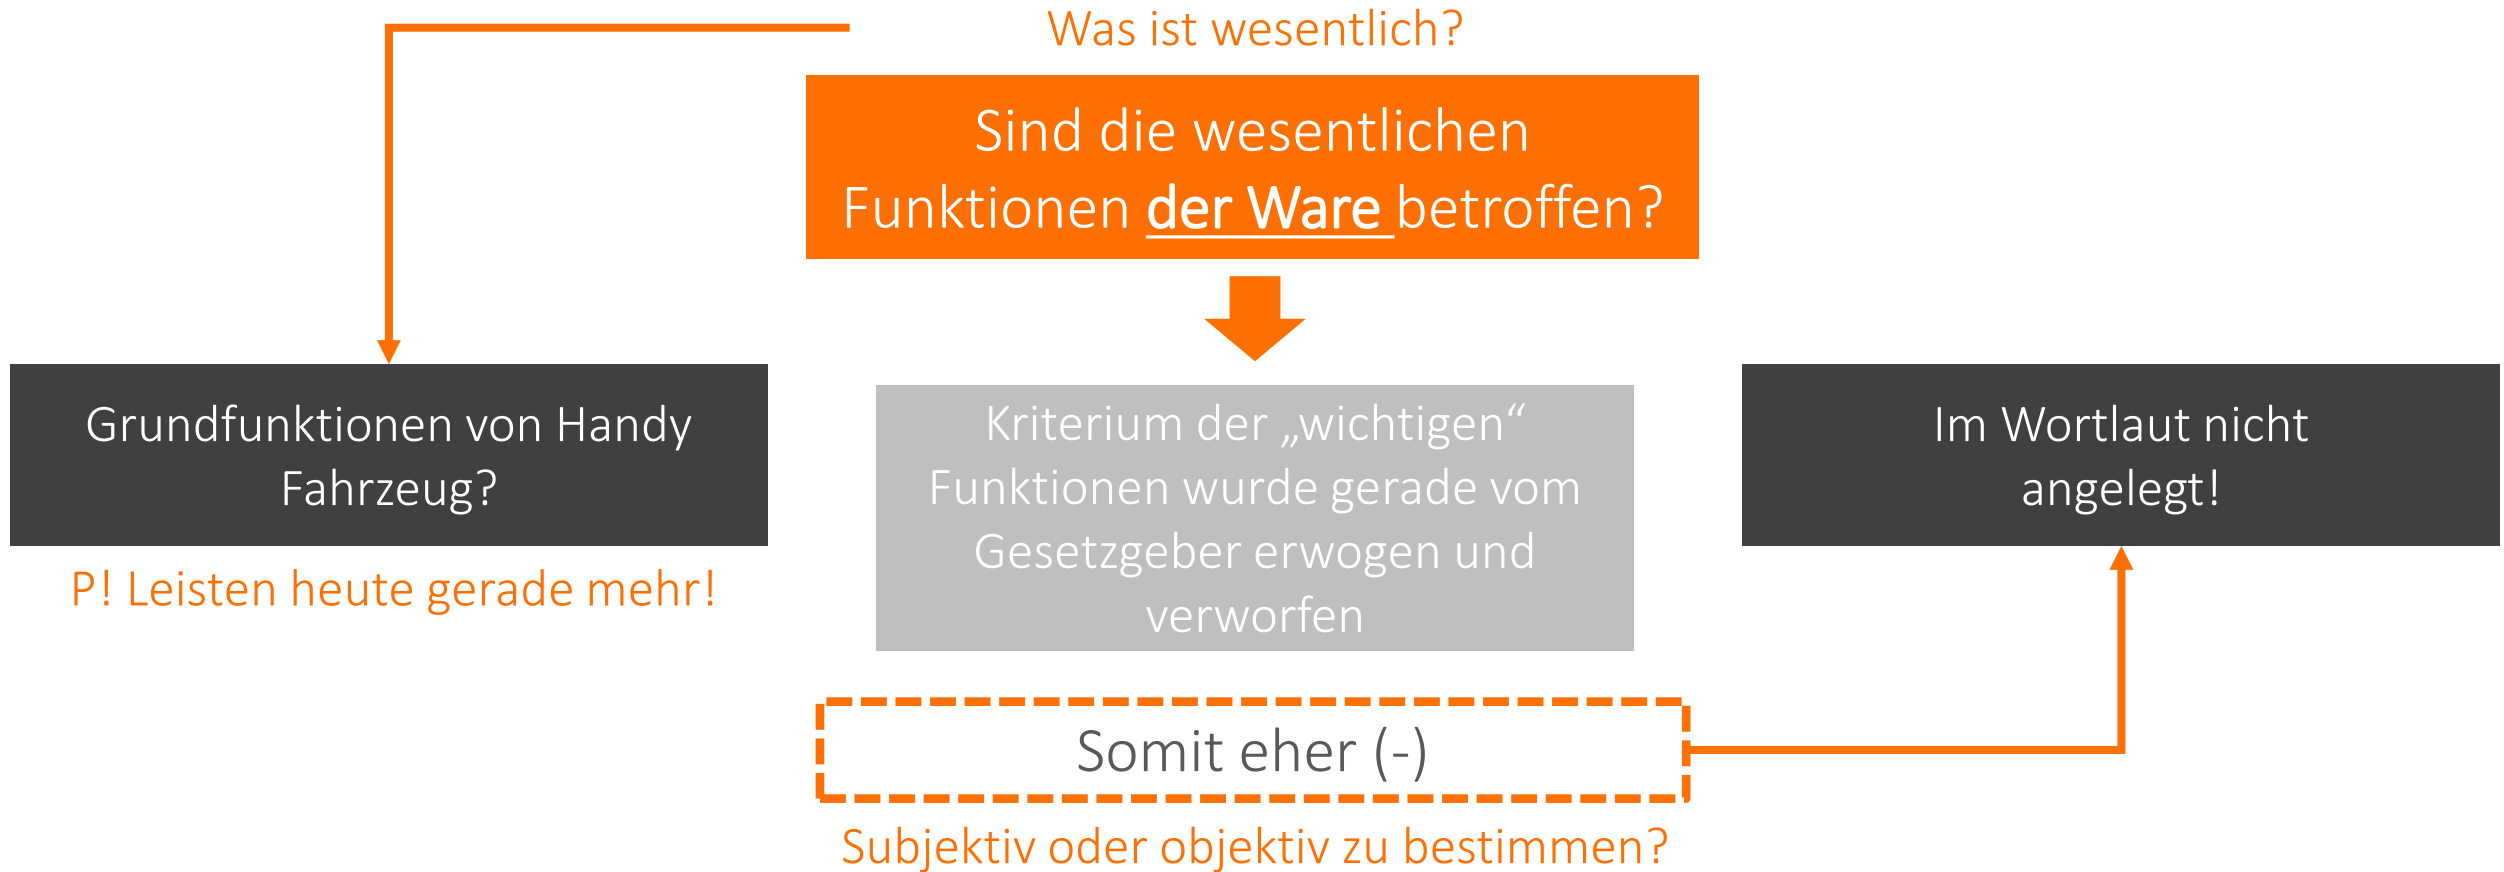 Was ist wesentlich?
Sind die wesentlichen
Funktionen der Ware betroffen?
Grundfunktionen von Handy,
Fahrzeug?
P! Leisten heute gerade mehr!
Kriterium der „wichtigen“
Funktionen wurde gerade vom
Gesetzgeber erwogen und
verworfen
Im Wortlaut nicht
angelegt!
Somit eher (-)
Subjektiv oder objektiv zu bestimmen?